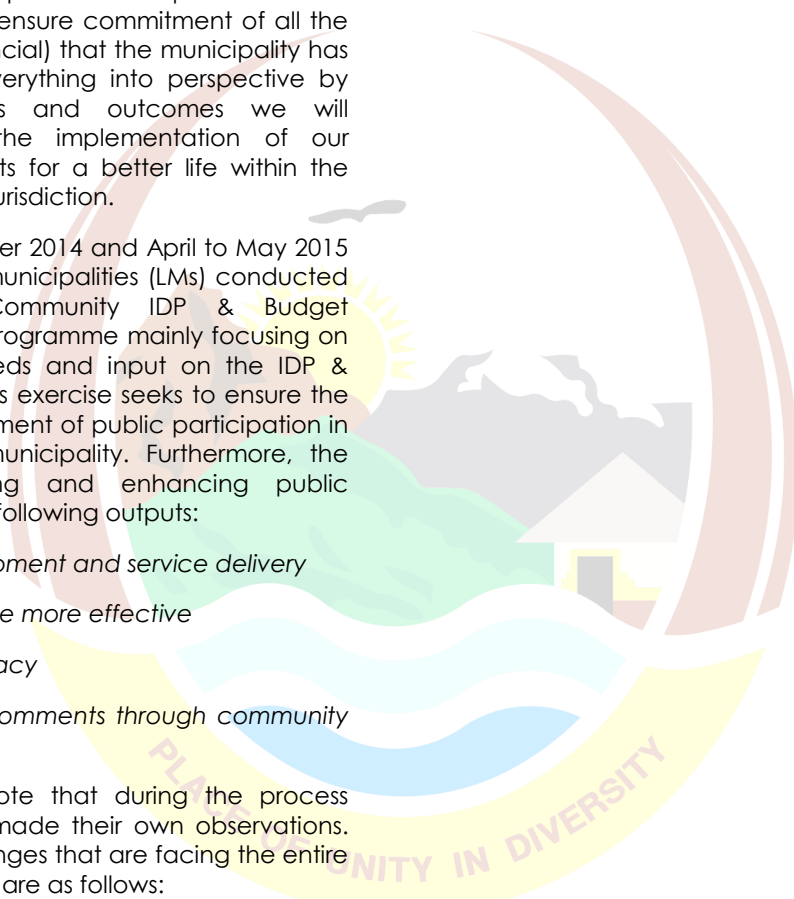 ensure commitment of all the
ncial) that the municipality has
verything into perspective by
s and outcomes we will
the implementation of our
ts for a better life within the
urisdiction.
er 2014 and April to May 2015
municipalities (LMs) conducted
Community IDP & Budget
rogramme mainly focusing on
eds and input on the IDP &
s exercise seeks to ensure the
ment of public participation in
municipality. Furthermore, the
ng and enhancing public
following outputs:
pment and service delivery
e more effective
acy
omments through community
ote that during the process
made their own observations.
nges that are facing the entire
are as follows:
PLACE OF UNITY IN DIVERSITY